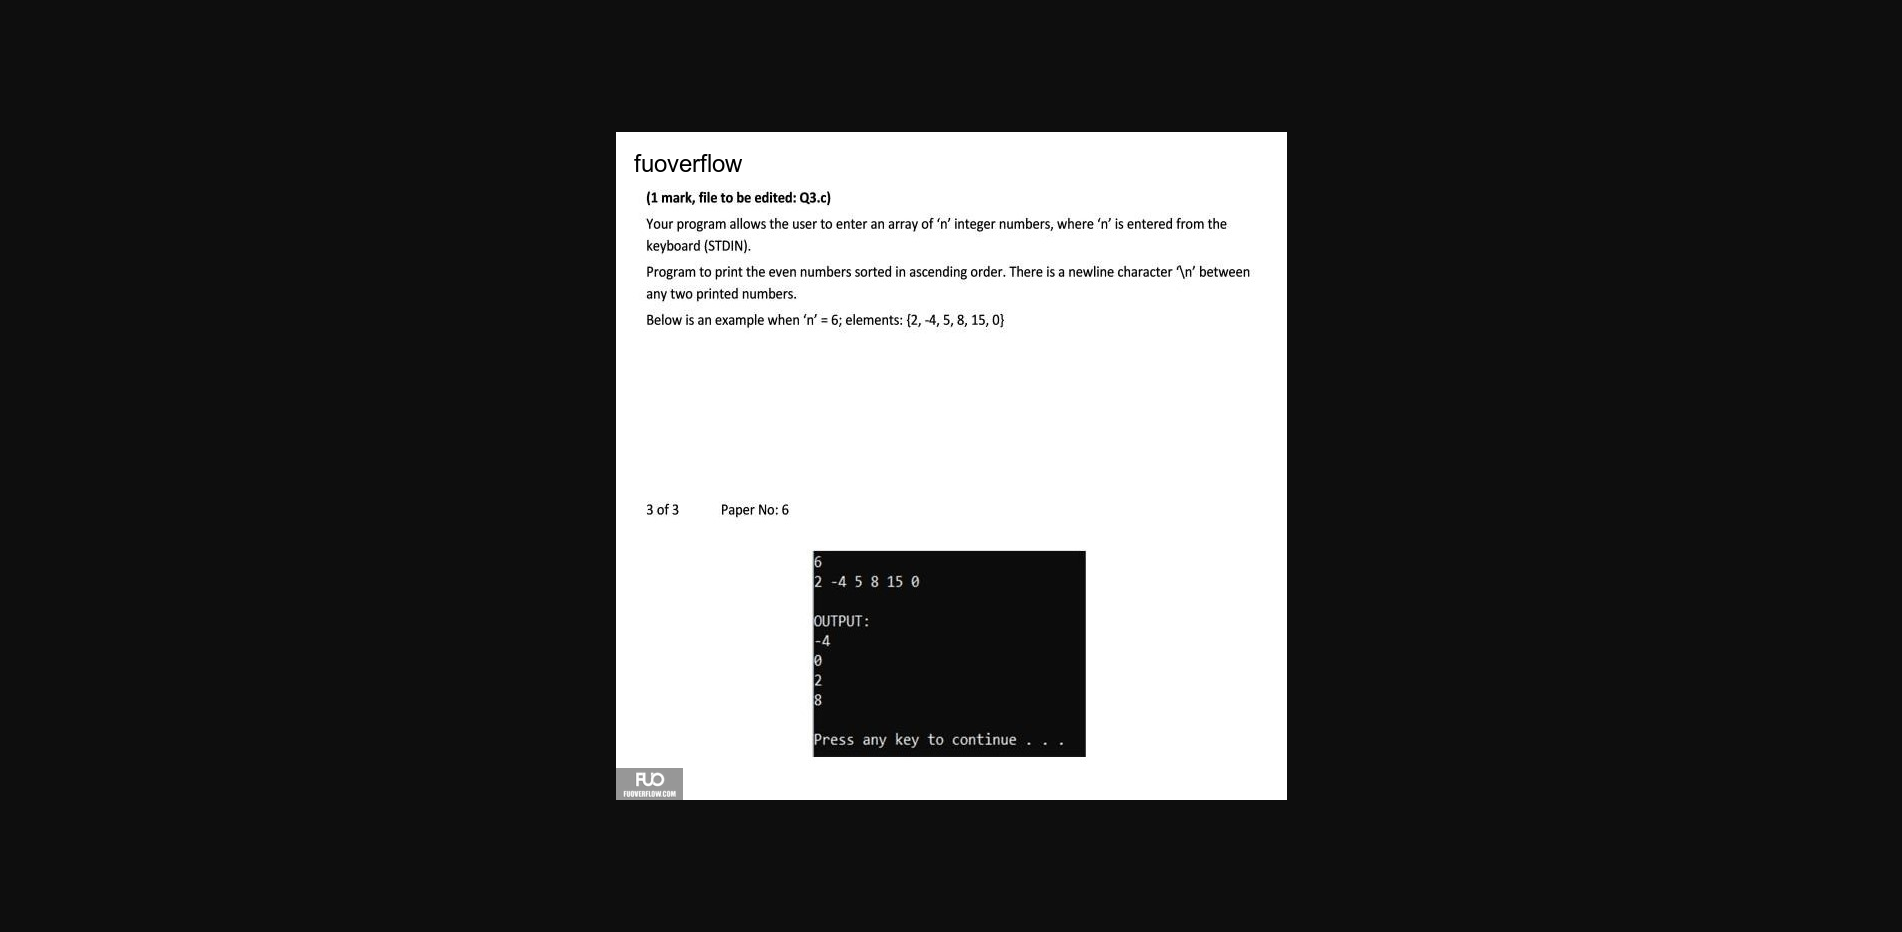 fuoverflow
(1 mark, file to be edited: Q3.c)
Your program allows the user to enter an array of ‘n’ integer numbers, where ‘n’ is entered from the
keyboard (STDIN).
Program to print the even numbers sorted in ascending order. There is a newline character ‘\n’ between
any two printed numbers.
Below is an example when ‘n’ = 6; elements: {2, -4, 5, 8, 15, 0}
3 of 3 Paper No: 6
6
2 -4 5 8 15 0
OUTPUT:
-4
0
2
8
Press any key to continue . . .
FUO
FUOVERFLOW.COM